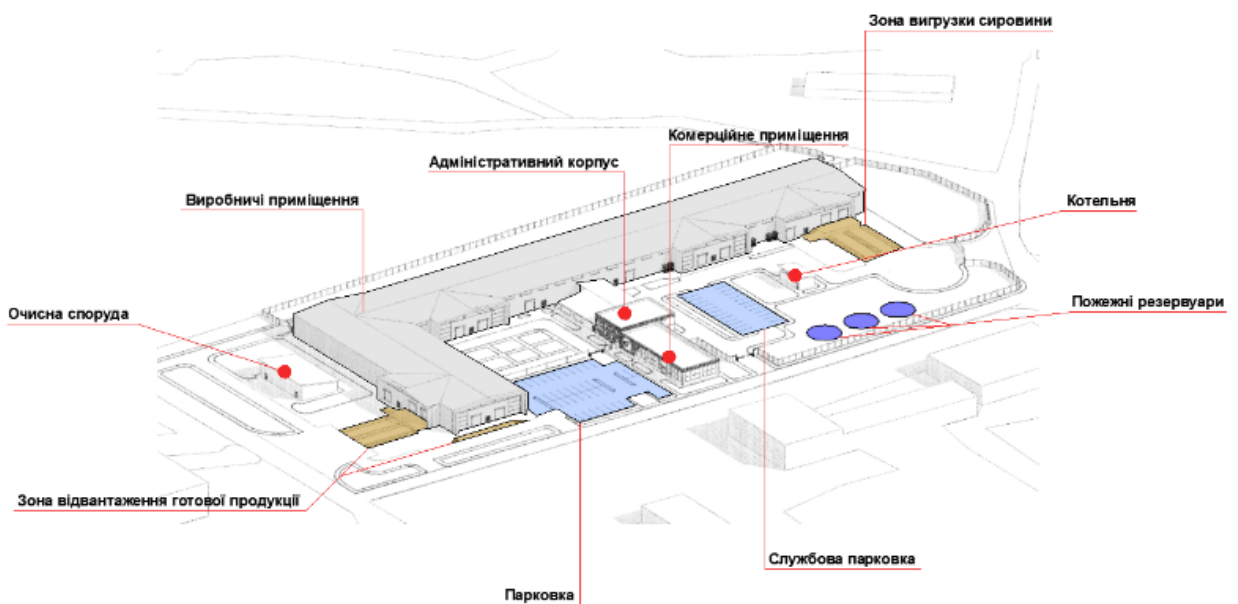 Зона вигрузки сировини
Комерційне приміщення
Адміністративний корпус
Виробничі приміщення
Котельня
Пожежні резервуари
Очисна споруда
Зона відвантаження готової продукції
Службова парковка
Парковка